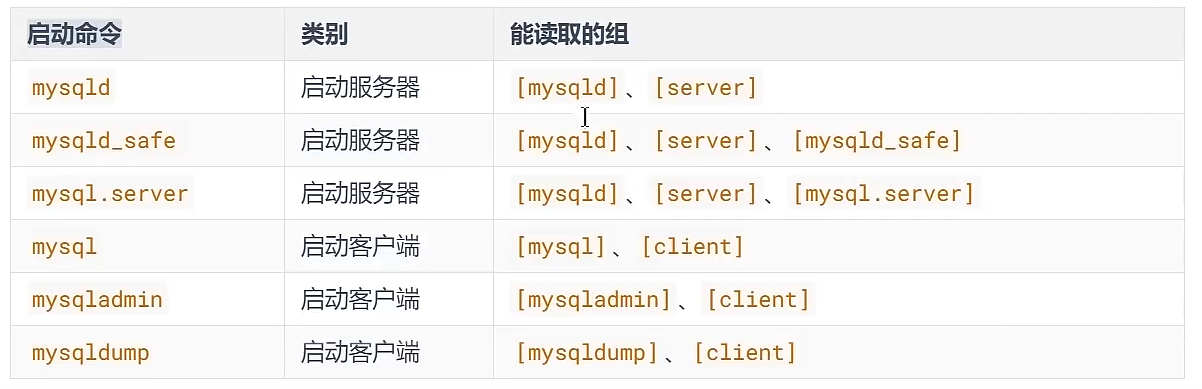 启动命令 类别 能读取的组
mysqld 启动服务器 [mysqld]、[server]
mysqld_safe 启动服务器 [mysqld]、[server]、[mysqld_safe]
mysql.server 启动服务器 [mysqld]、[server]、[mysql.server]
mysql 启动客户端 [mysql]、[client]
mysqladmin 启动客户端 [mysqladmin]、[client]
mysqldump 启动客户端 [mysqldump]、[client]